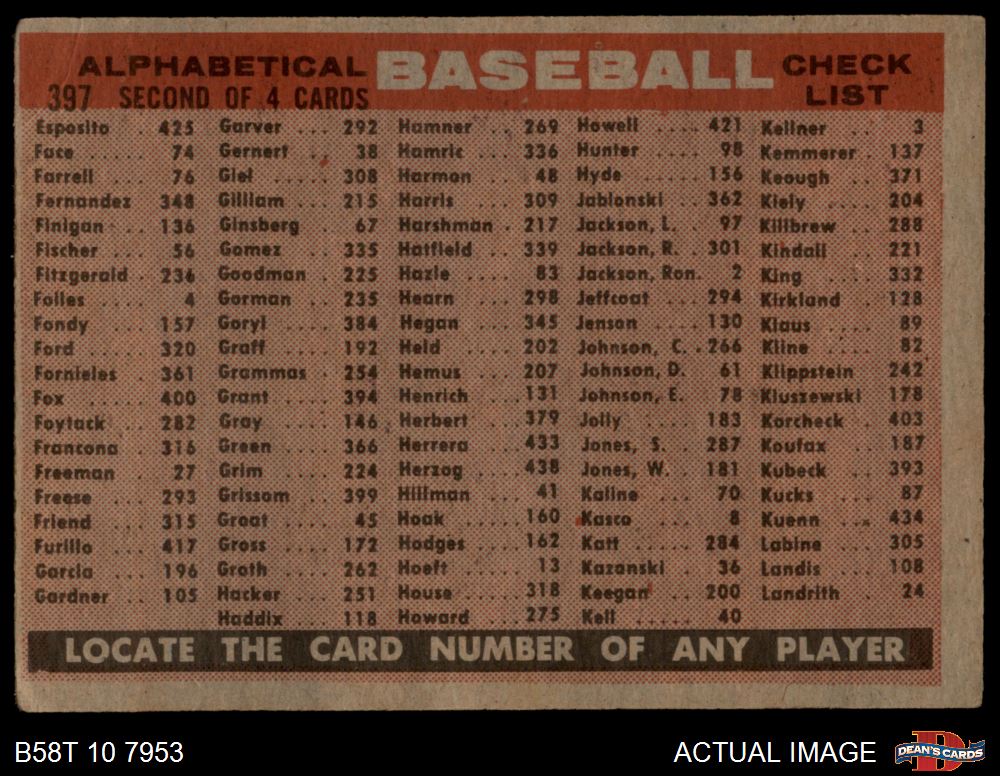 ALPHABETICAL BASEBALL CHECK LIST
397 SECOND OF 4 CARDS
Esposito . 425
Face ..... 74
Farrell ... 76
Fernandez 348
Finigan . 136
Fischer ... 56
Fitzgerald . 236
Folles .... 4
Fondy ... 157
Ford ..... 320
Fornieles . 361
Fox ..... 400
Foytack .. 282
Francona . 316
Freeman .. 27
Freese ... 293
Friend ... 315
Furillo ... 417
Garcia ... 196
Gardner .. 105
Garver ... 292
Gernert ... 38
Giel ..... 308
Gilliam ... 215
Ginsberg .. 67
Gomez ... 335
Goodman . 225
Gorman .. 235
Goryl .... 384
Graff .... 192
Grammas . 254
Grant .... 394
Gray .... 146
Green ... 366
Grim .... 224
Grissom .. 399
Groat .... 45
Gross .... 172
Groth .... 262
Hacker ... 251
Haddix ... 118
Hamner .. 269
Hamric ... 336
Harmon ... 48
Harris .... 309
Harshman . 217
Hatfield .. 339
Hazle .... 83
Hearn .... 298
Hegan ... 345
Held .... 202
Hemus ... 207
Henrich ... 131
Herbert ... 379
Herrera ... 433
Herzog ... 438
Hillman ... 41
Hoak .... 160
Hodges ... 162
Hoeft .... 13
House .... 318
Howard ... 275
Howell .... 421
Hunter .... 98
Hyde .... 156
Jablonski .. 362
Jackson, L. . 97
Jackson, R. . 301
Jackson, Ron. 2
Jeffcoat ... 294
Jenson .... 130
Johnson, C. . 266
Johnson, D. 61
Johnson, E. 78
Jolly .... 183
Jones, S. . 287
Jones, W. . 181
Kaline ... 70
Kasco ... 8
Katt ..... 284
Kazanski .. 36
Keegan .. 200
Kell ..... 40
Kellner .. 3
Kemmerer . 137
Keough .. 371
Kiely .... 204
Killbrew .. 288
Kindall .. 221
King .... 332
Kirkland .. 128
Klaus .... 89
Kline .... 82
Klippstein 242
Kluszewski 178
Korcheck . 403
Koufax ... 187
Kubeck .. 393
Kucks ... 87
Kuenn ... 434
Labine ... 305
Landis ... 108
Landrith .. 24
LOCATE THE CARD NUMBER OF ANY PLAYER
B58T 10 7953
ACTUAL IMAGE
DEAN'S CARDS